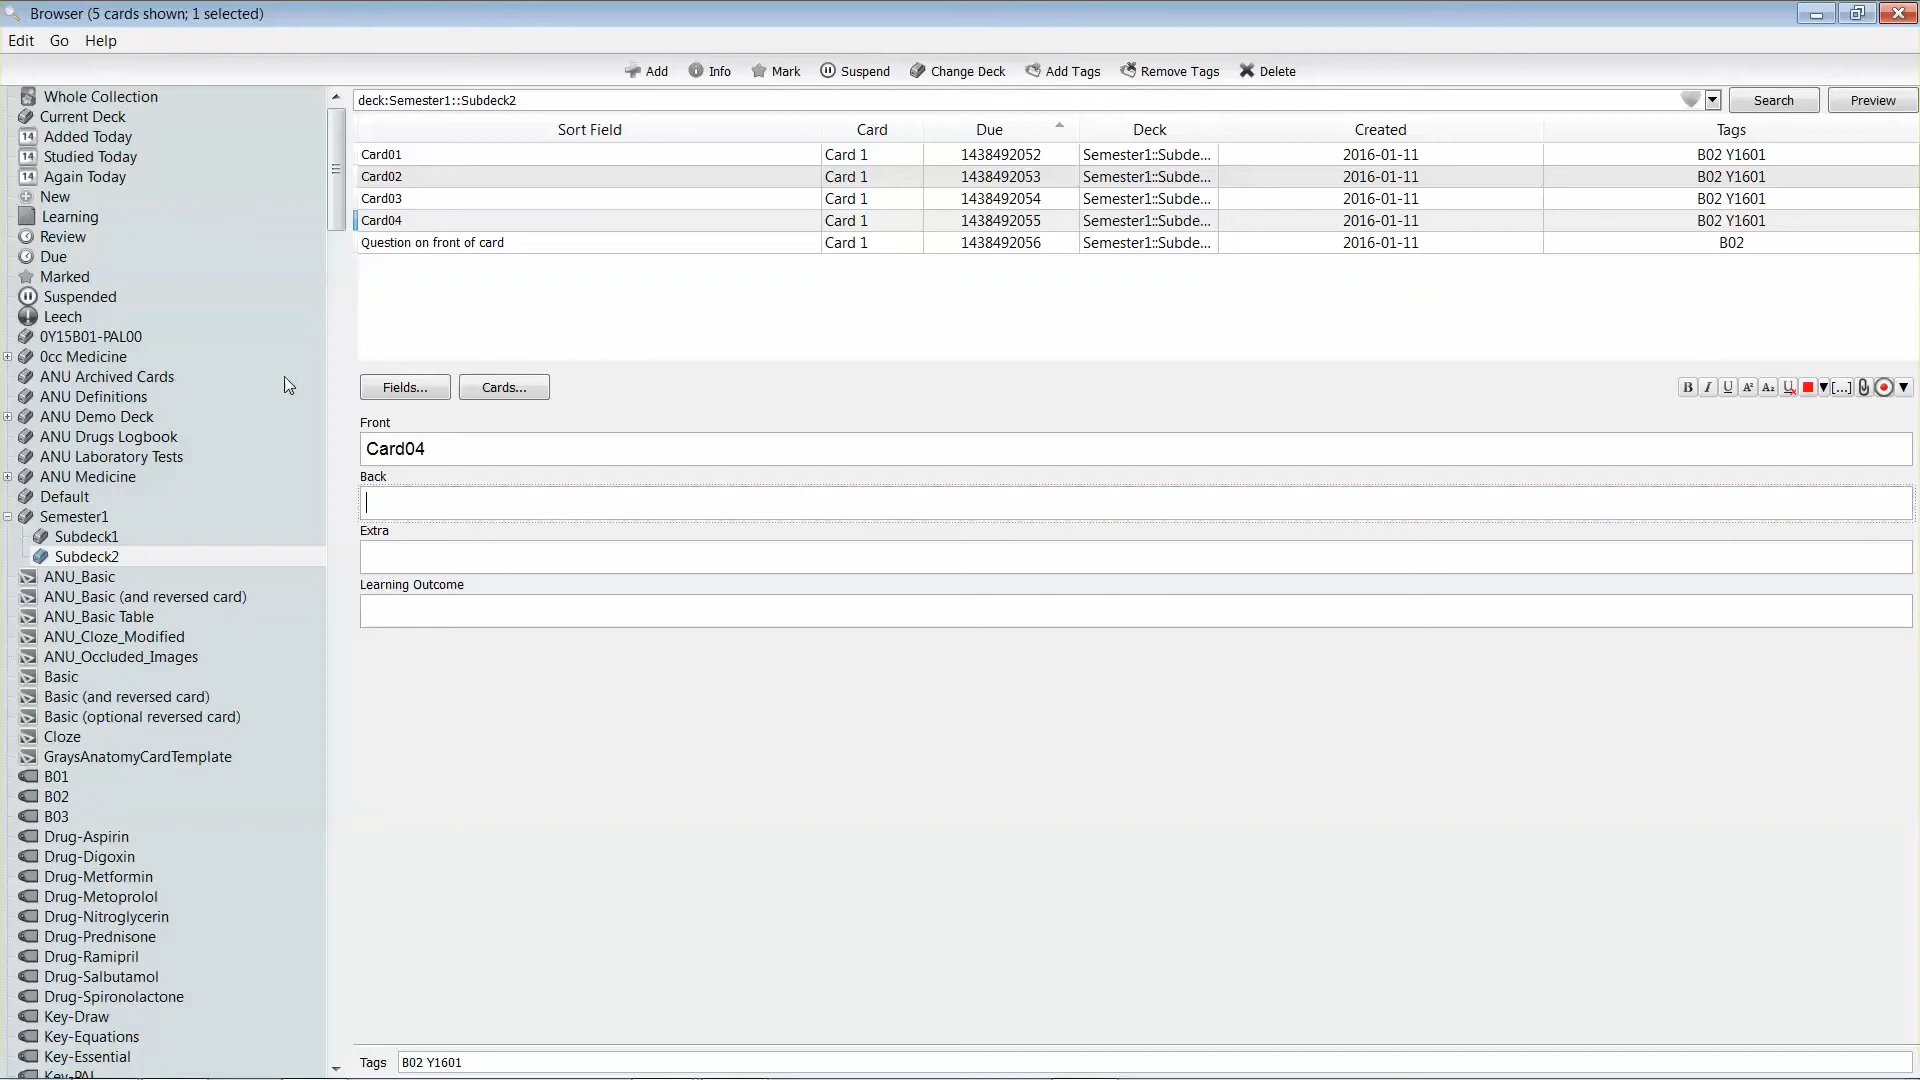 Browser (5 cards shown; 1 selected)
Edit Go Help
Add Info Mark Suspend Change Deck Add Tags Remove Tags Delete
Whole Collection
Current Deck
14 Added Today
14 Studied Today
14 Again Today
New
Learning
Review
Due
Marked
Suspended
Leech
0Y15B01-PAL00
0cc Medicine
ANU Archived Cards
ANU Definitions
ANU Demo Deck
ANU Drugs Logbook
ANU Laboratory Tests
ANU Medicine
Default
Semester1
Subdeck1
Subdeck2
ANU_Basic
ANU_Basic (and reversed card)
ANU_Basic Table
ANU_Cloze_Modified
ANU_Occluded_Images
Basic
Basic (and reversed card)
Basic (optional reversed card)
Cloze
GraysAnatomyCardTemplate
B01
B02
B03
Drug-Aspirin
Drug-Digoxin
Drug-Metformin
Drug-Metoprolol
Drug-Nitroglycerin
Drug-Prednisone
Drug-Ramipril
Drug-Salbutamol
Drug-Spironolactone
Key-Draw
Key-Equations
Key-Essential
Key-PAL
deck:Semester1::Subdeck2 Search Preview
Sort Field Card Due Deck Created Tags
Card01 Card 1 1438492052 Semester1::Subde... 2016-01-11 B02 Y1601
Card02 Card 1 1438492053 Semester1::Subde... 2016-01-11 B02 Y1601
Card03 Card 1 1438492054 Semester1::Subde... 2016-01-11 B02 Y1601
Card04 Card 1 1438492055 Semester1::Subde... 2016-01-11 B02 Y1601
Question on front of card Card 1 1438492056 Semester1::Subde... 2016-01-11 B02
Fields... Cards... B I U A² A₂ U [...]
Front
Card04
Back
Extra
Learning Outcome
Tags B02 Y1601